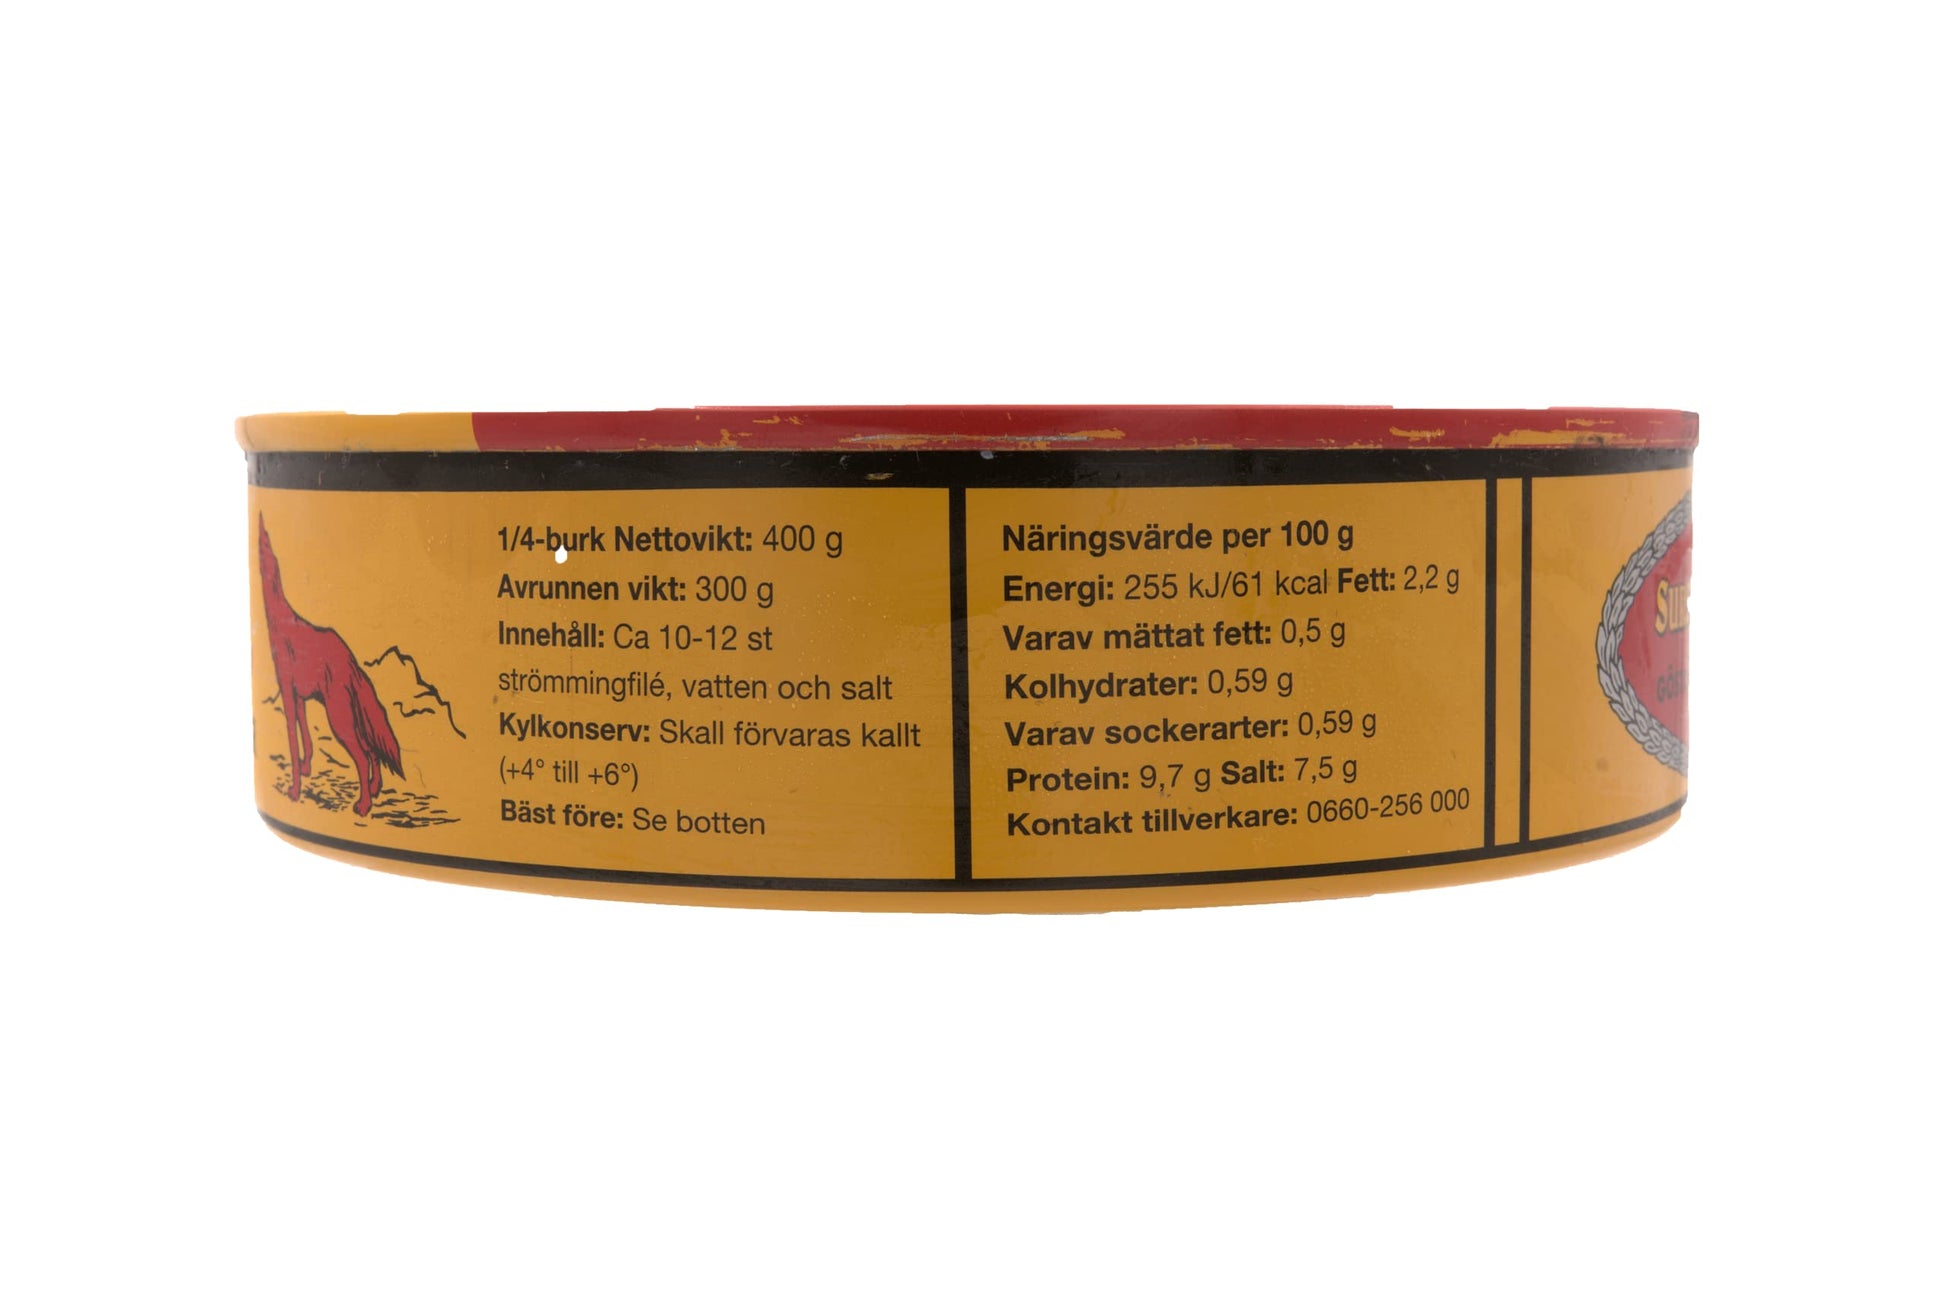 1/4-burk Nettovikt: 400 g
Avrunnen vikt: 300 g
Innehåll: Ca 10-12 st
strömmingfilé, vatten och salt
Kylkonserv: Skall förvaras kallt
(+4° till +6°)
Bäst före: Se botten
Näringsvärde per 100 g
Energi: 255 kJ/61 kcal Fett: 2,2 g
Varav mättat fett: 0,5 g
Kolhydrater: 0,59 g
Varav sockerarter: 0,59 g
Protein: 9,7 g Salt: 7,5 g
Kontakt tillverkare: 0660-256 000